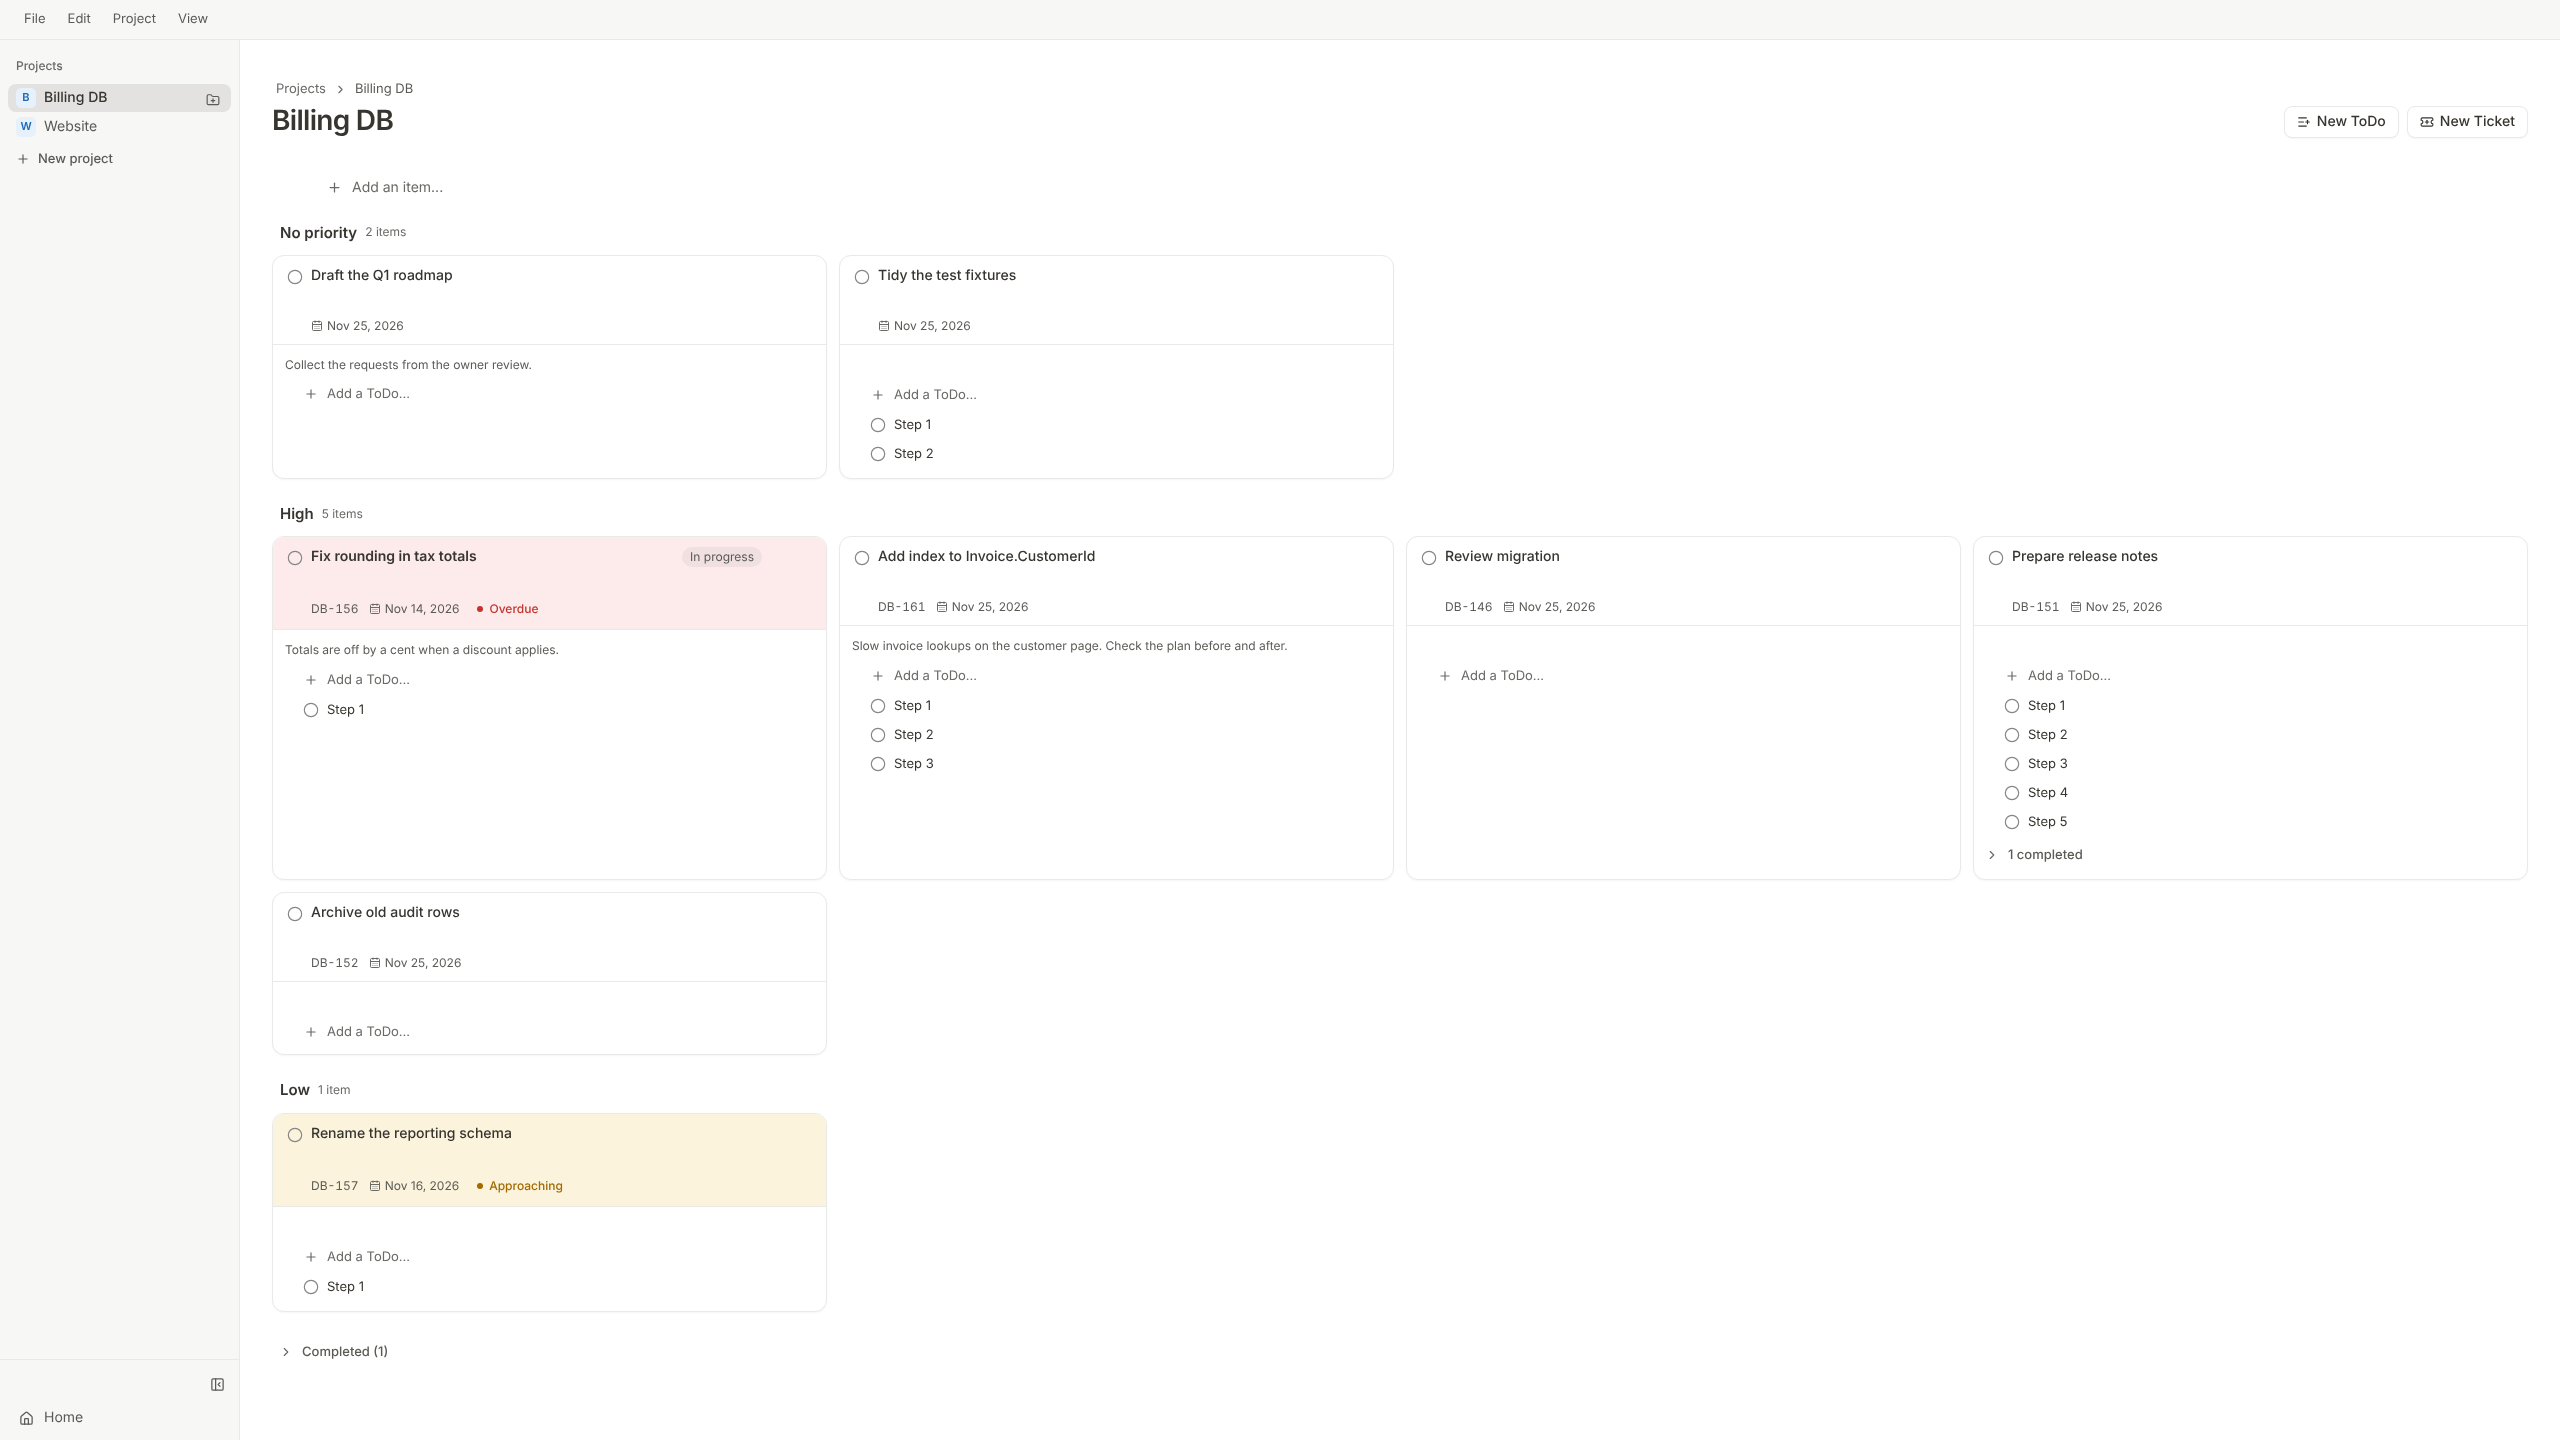 File Edit Project View
Projects
B Billing DB
W Website
New project
Projects > Billing DB
Billing DB
New ToDo
New Ticket
Add an item...
No priority 2 items
Draft the Q1 roadmap
Nov 25, 2026
Collect the requests from the owner review.
Add a ToDo...
Tidy the test fixtures
Nov 25, 2026
Add a ToDo...
Step 1
Step 2
High 5 items
Fix rounding in tax totals In progress
DB-156 Nov 14, 2026 Overdue
Totals are off by a cent when a discount applies.
Add a ToDo...
Step 1
Add index to Invoice.CustomerId
DB-161 Nov 25, 2026
Slow invoice lookups on the customer page. Check the plan before and after.
Add a ToDo...
Step 1
Step 2
Step 3
Review migration
DB-146 Nov 25, 2026
Add a ToDo...
Prepare release notes
DB-151 Nov 25, 2026
Add a ToDo...
Step 1
Step 2
Step 3
Step 4
Step 5
1 completed
Archive old audit rows
DB-152 Nov 25, 2026
Add a ToDo...
Low 1 item
Rename the reporting schema
DB-157 Nov 16, 2026 Approaching
Add a ToDo...
Step 1
Completed (1)
Home